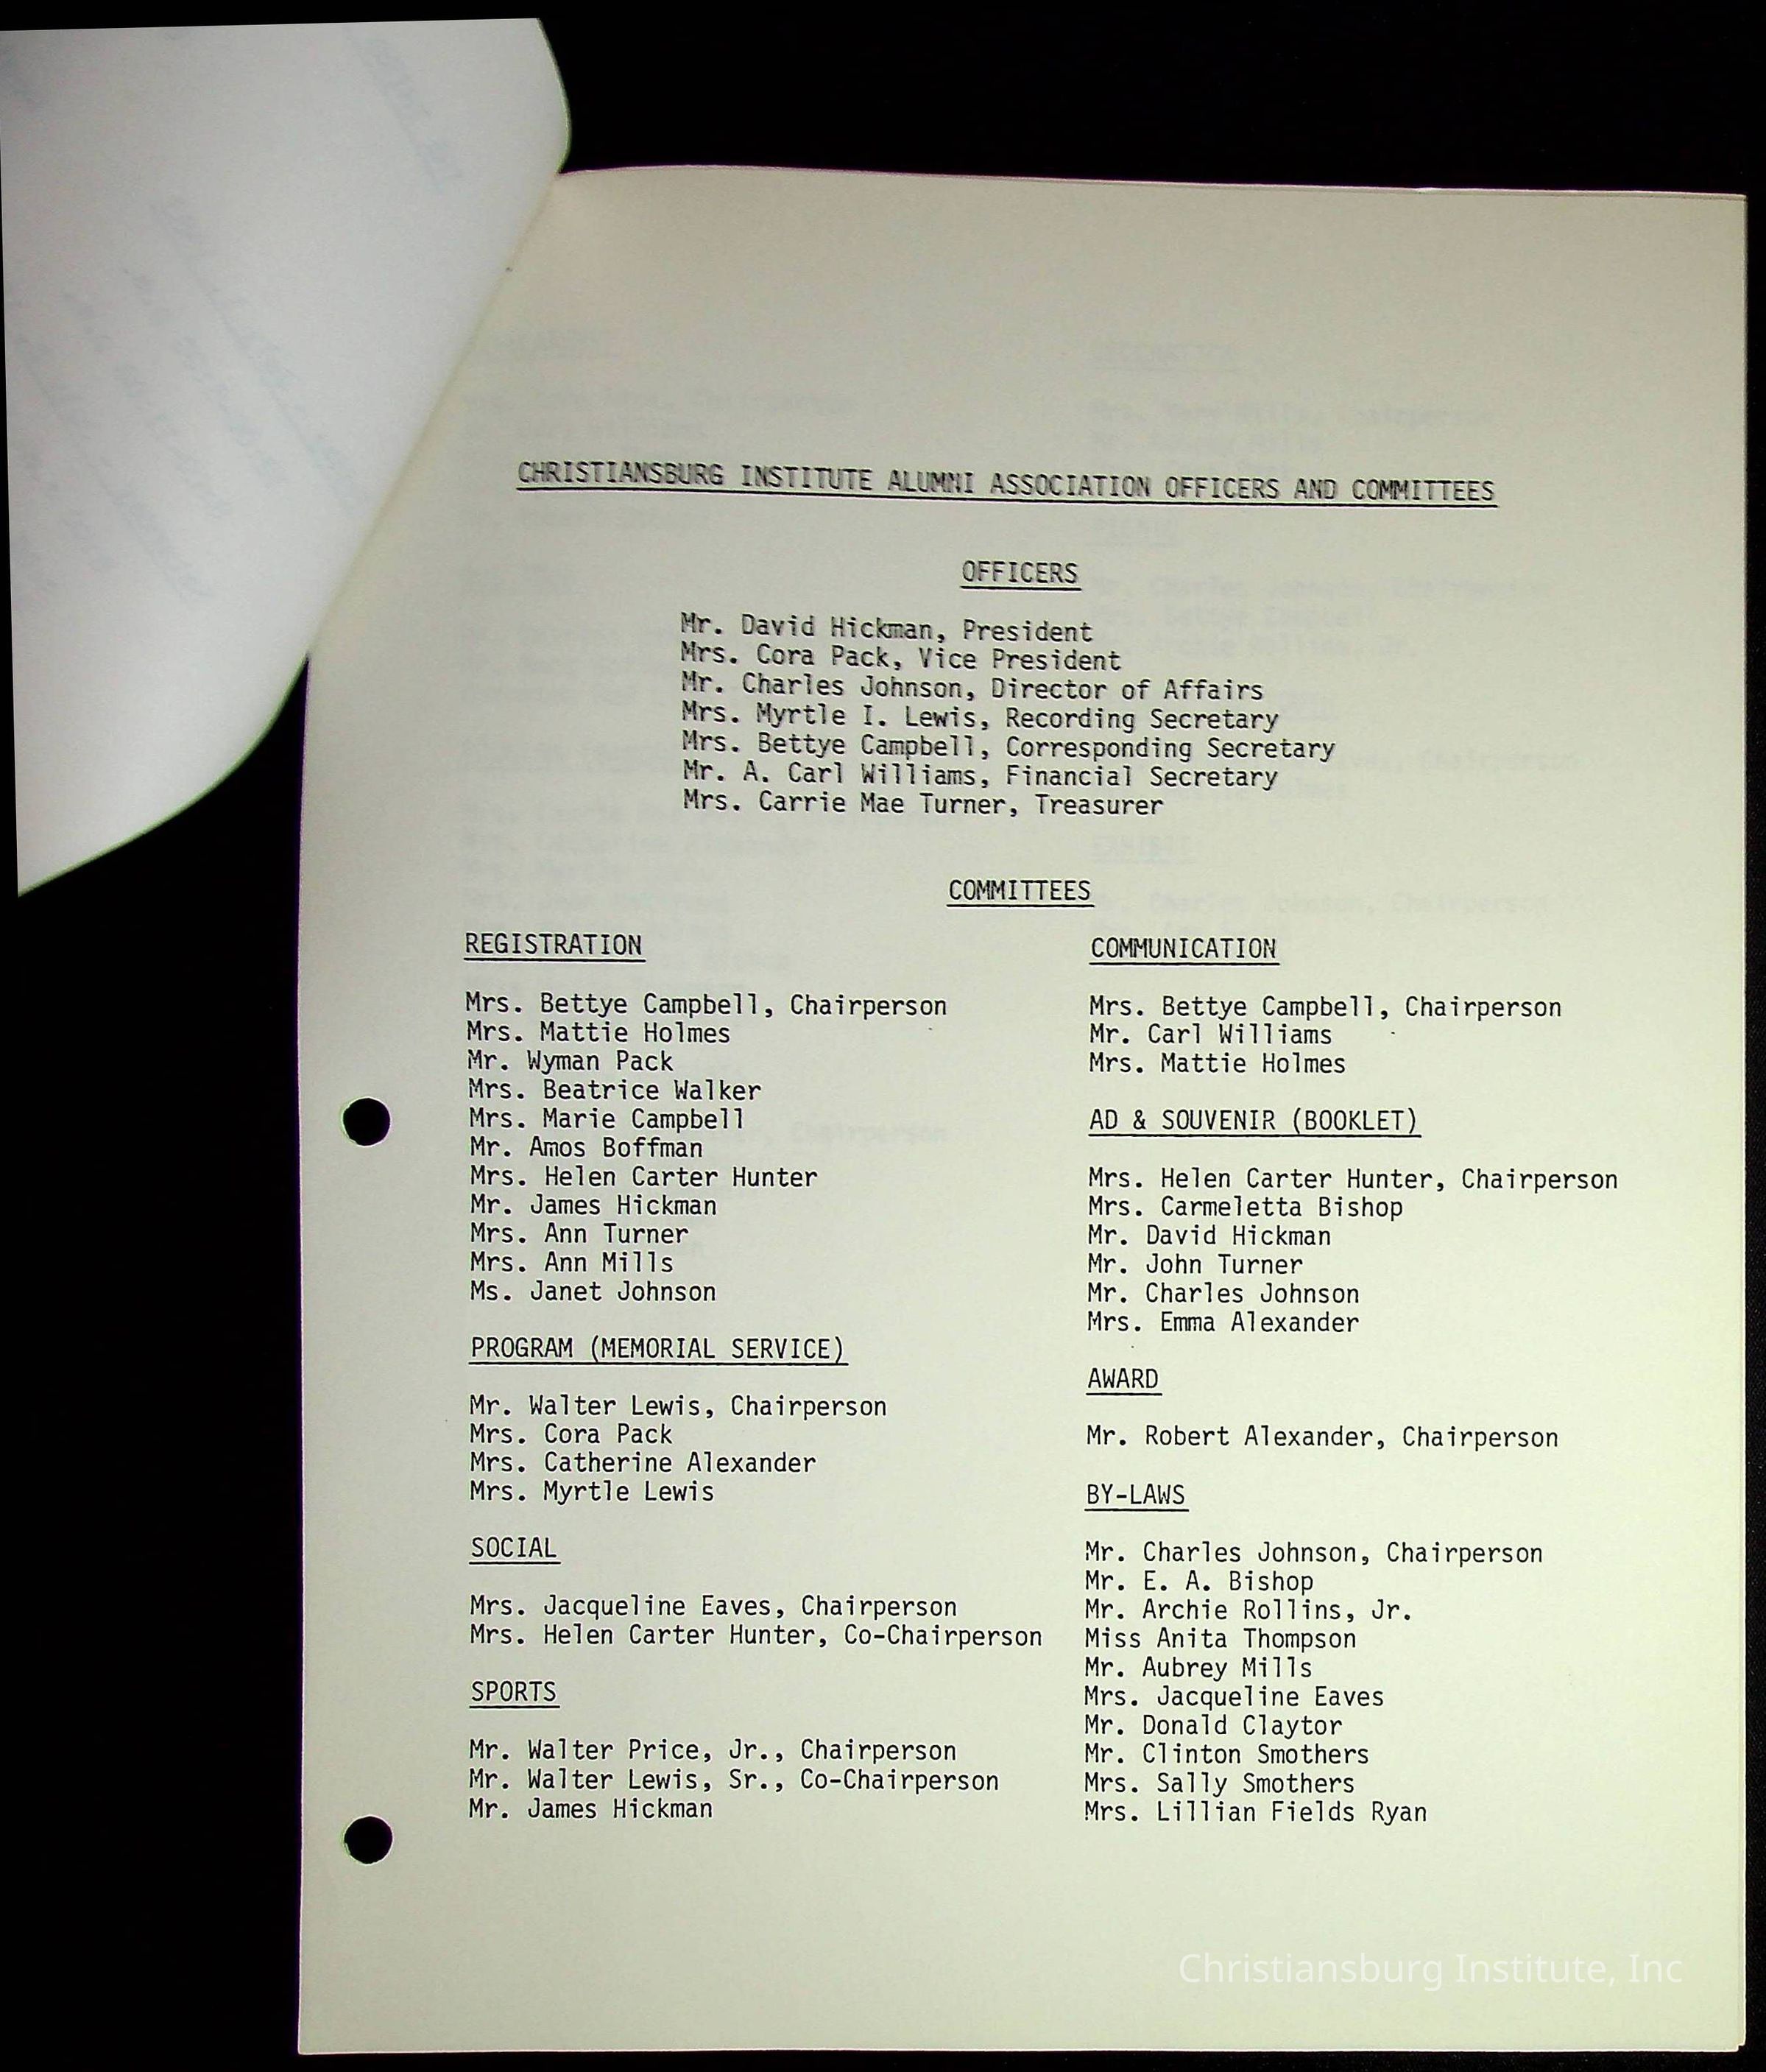 CHRISTIANSBURG INSTITUTE ALUMNI ASSOCIATION OFFICERS AND COMMITTEES
OFFICERS
Mr. David Hickman, President
Mrs. Cora Pack, Vice President
Mr. Charles Johnson, Director of Affairs
Mrs. Myrtle I. Lewis, Recording Secretary
Mrs. Bettye Campbell, Corresponding Secretary
Mr. A. Carl Williams, Financial Secretary
Mrs. Carrie Mae Turner, Treasurer
COMMITTEES
REGISTRATION
Mrs. Bettye Campbell, Chairperson
Mrs. Mattie Holmes
Mr. Wyman Pack
Mrs. Beatrice Walker
Mrs. Marie Campbell
Mr. Amos Boffman
Mrs. Helen Carter Hunter
Mr. James Hickman
Mrs. Ann Turner
Mrs. Ann Mills
Ms. Janet Johnson
PROGRAM (MEMORIAL SERVICE)
Mr. Walter Lewis, Chairperson
Mrs. Cora Pack
Mrs. Catherine Alexander
Mrs. Myrtle Lewis
SOCIAL
Mrs. Jacqueline Eaves, Chairperson
Mrs. Helen Carter Hunter, Co-Chairperson
SPORTS
Mr. Walter Price, Jr., Chairperson
Mr. Walter Lewis, Sr., Co-Chairperson
Mr. James Hickman
COMMUNICATION
Mrs. Bettye Campbell, Chairperson
Mr. Carl Williams
Mrs. Mattie Holmes
AD & SOUVENIR (BOOKLET)
Mrs. Helen Carter Hunter, Chairperson
Mrs. Carmeletta Bishop
Mr. David Hickman
Mr. John Turner
Mr. Charles Johnson
Mrs. Emma Alexander
AWARD
Mr. Robert Alexander, Chairperson
BY-LAWS
Mr. Charles Johnson, Chairperson
Mr. E. A. Bishop
Mr. Archie Rollins, Jr.
Miss Anita Thompson
Mr. Aubrey Mills
Mrs. Jacqueline Eaves
Mr. Donald Claytor
Mr. Clinton Smothers
Mrs. Sally Smothers
Mrs. Lillian Fields Ryan
Christiansburg Institute, Inc